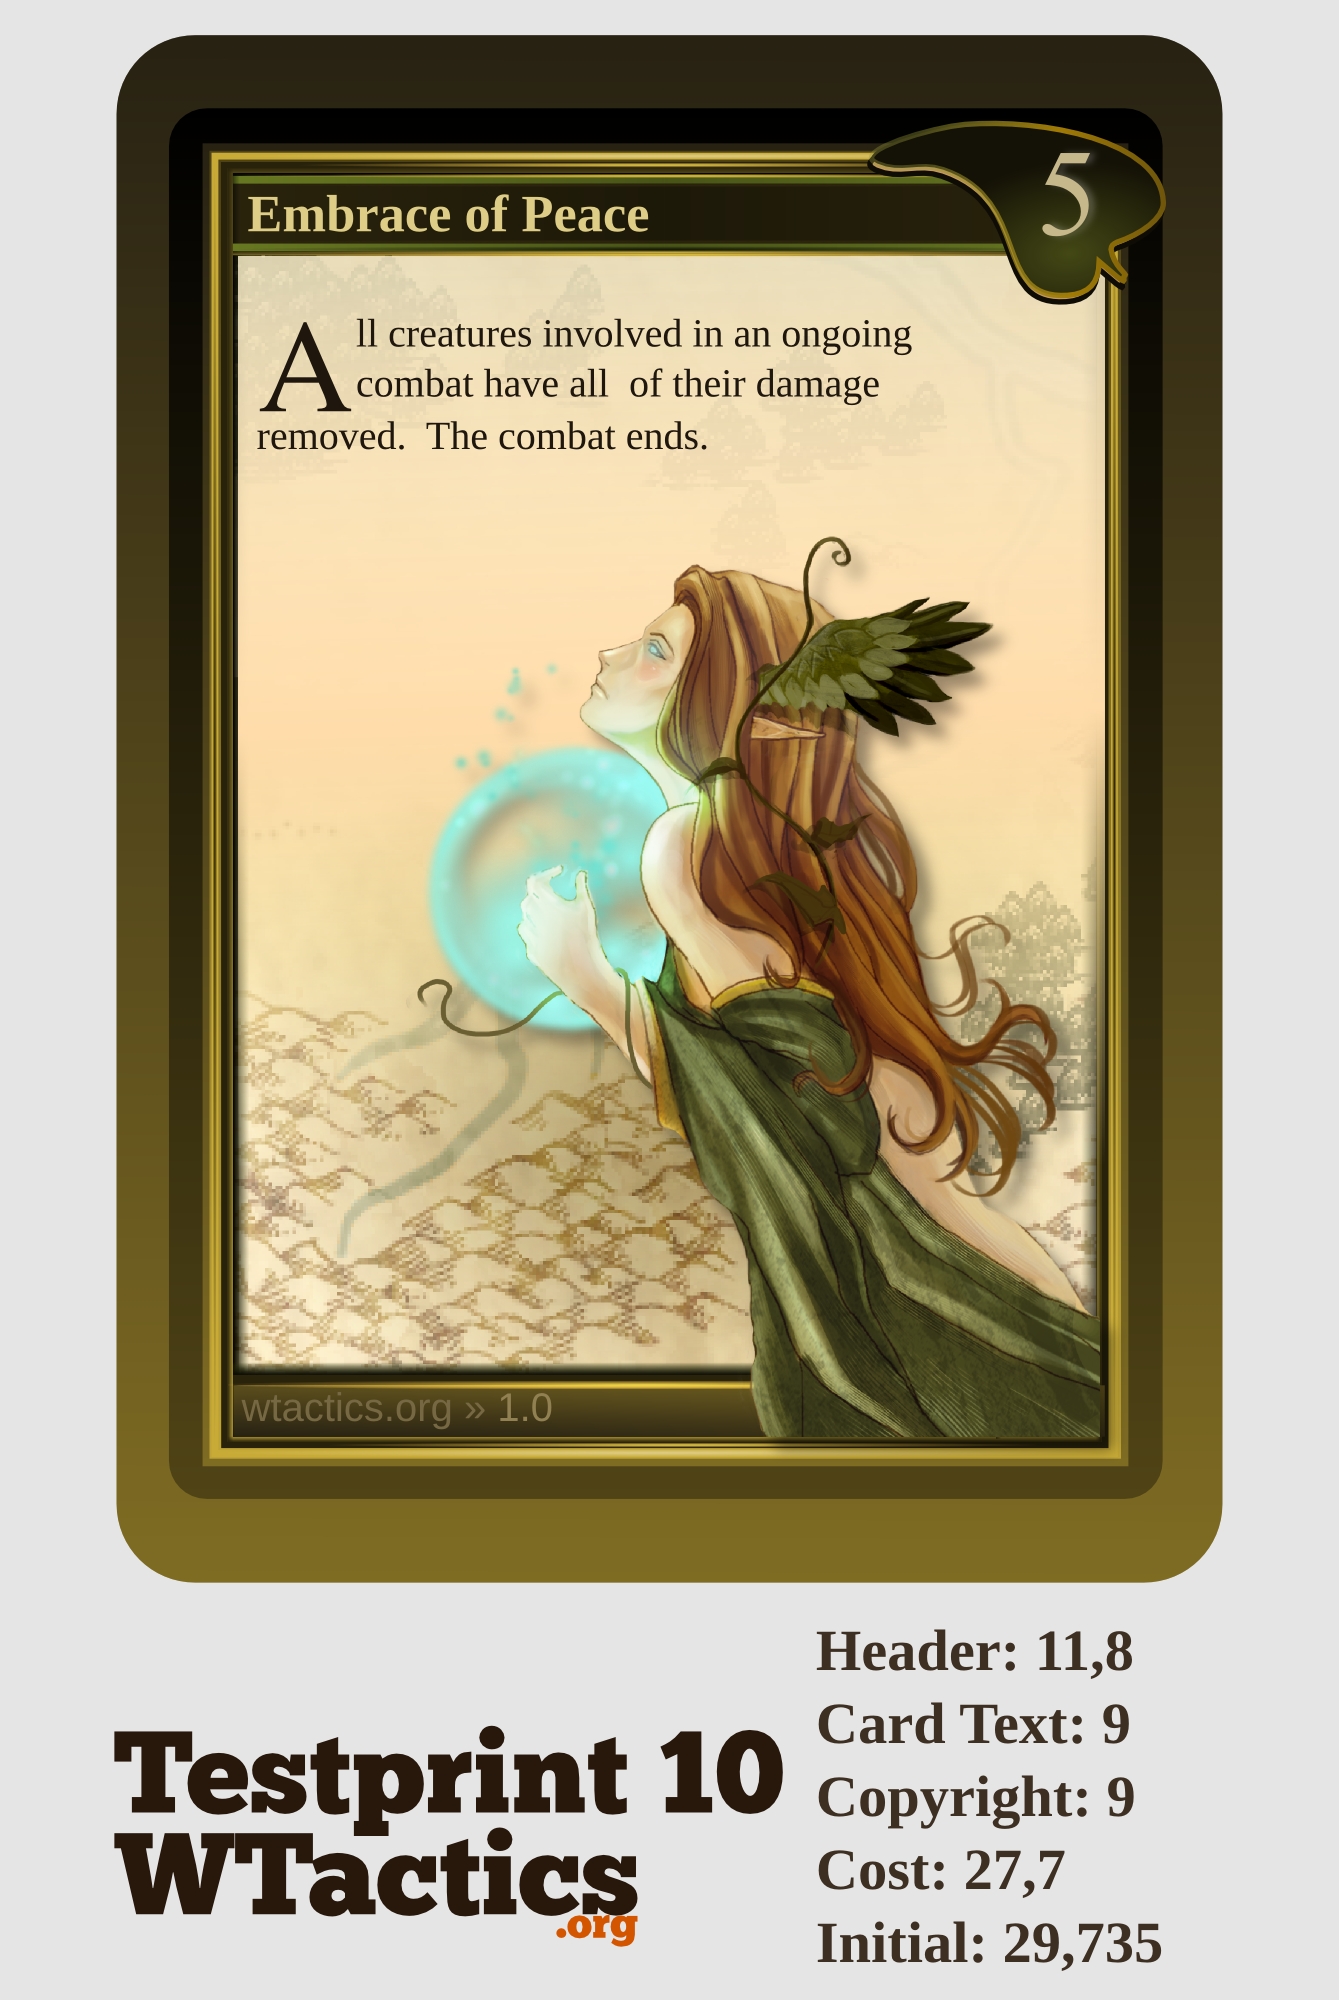 Embrace of Peace
5
All creatures involved in an ongoing
combat have all  of their damage
removed.  The combat ends.
wtactics.org » 1.0
Testprint 10
WTactics
.org
Header: 11,8
Card Text: 9
Copyright: 9
Cost: 27,7
Initial: 29,735